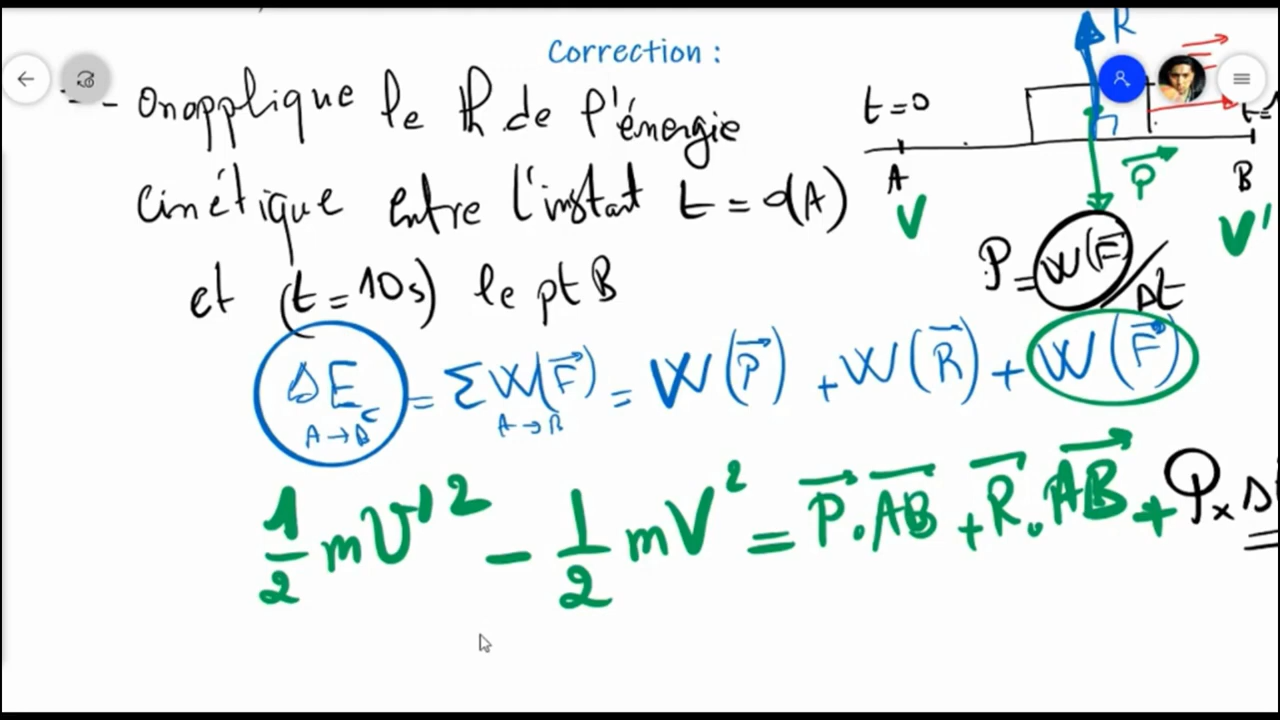 Correction :
R
- On applique le th de l'énergie
t=0
A
P
B
cinétique entre l'instant t = 0(A)
V
V'
et (t = 10s) le pt B
P = W(F)/Δt
ΔEc = Σ W(F) = W(P) + W(R) + W(F)
A→B A→B
1/2 mV'² - 1/2 mV² = P.AB + R.AB + P x Δ